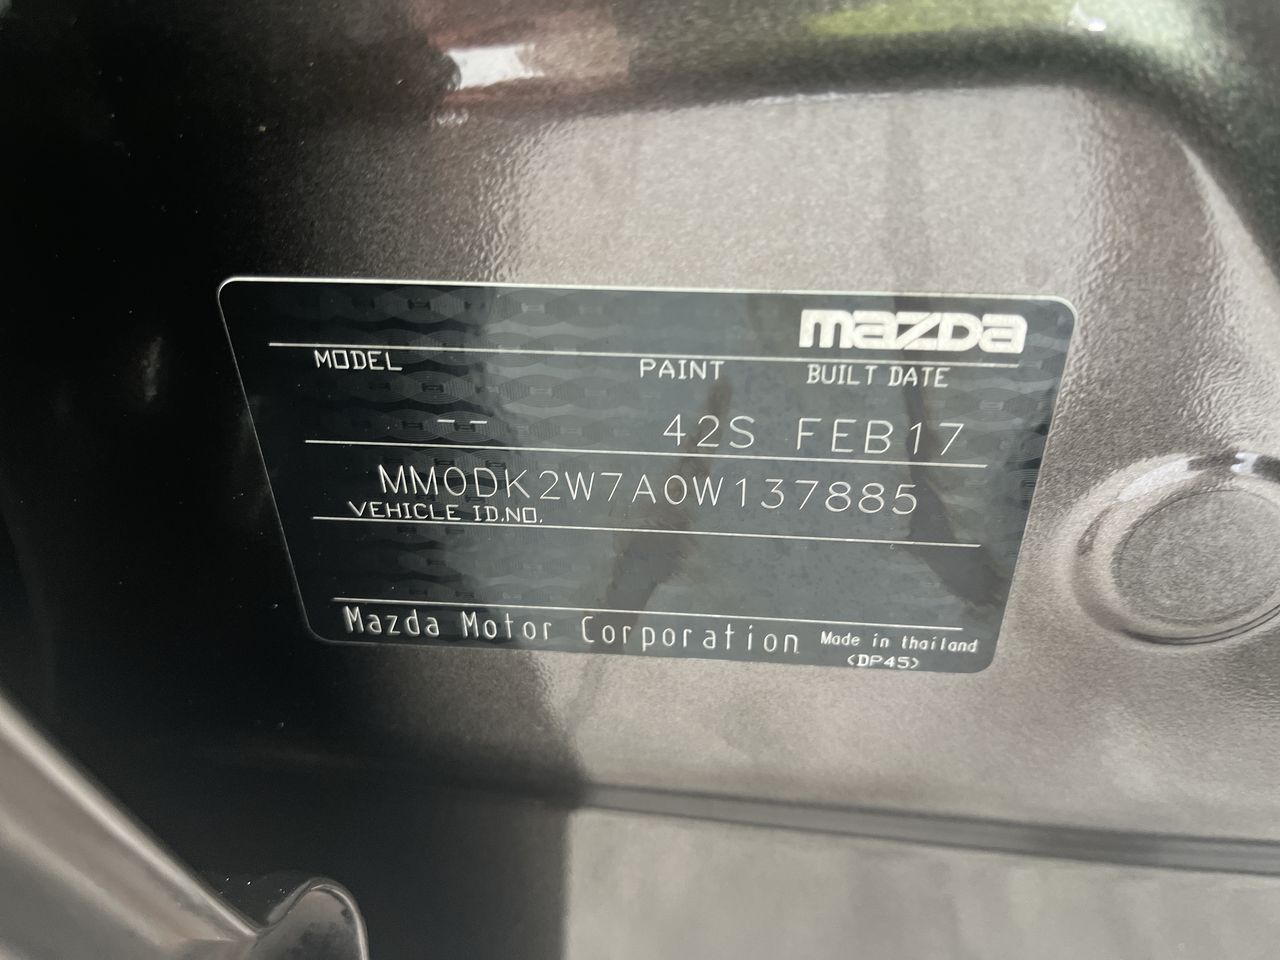 mazda
MODEL PAINT BUILT DATE
-- 42S FEB17
MM0DK2W7A0W137885
VEHICLE ID.NO.
Mazda Motor Corporation Made in thailand
(DP45)